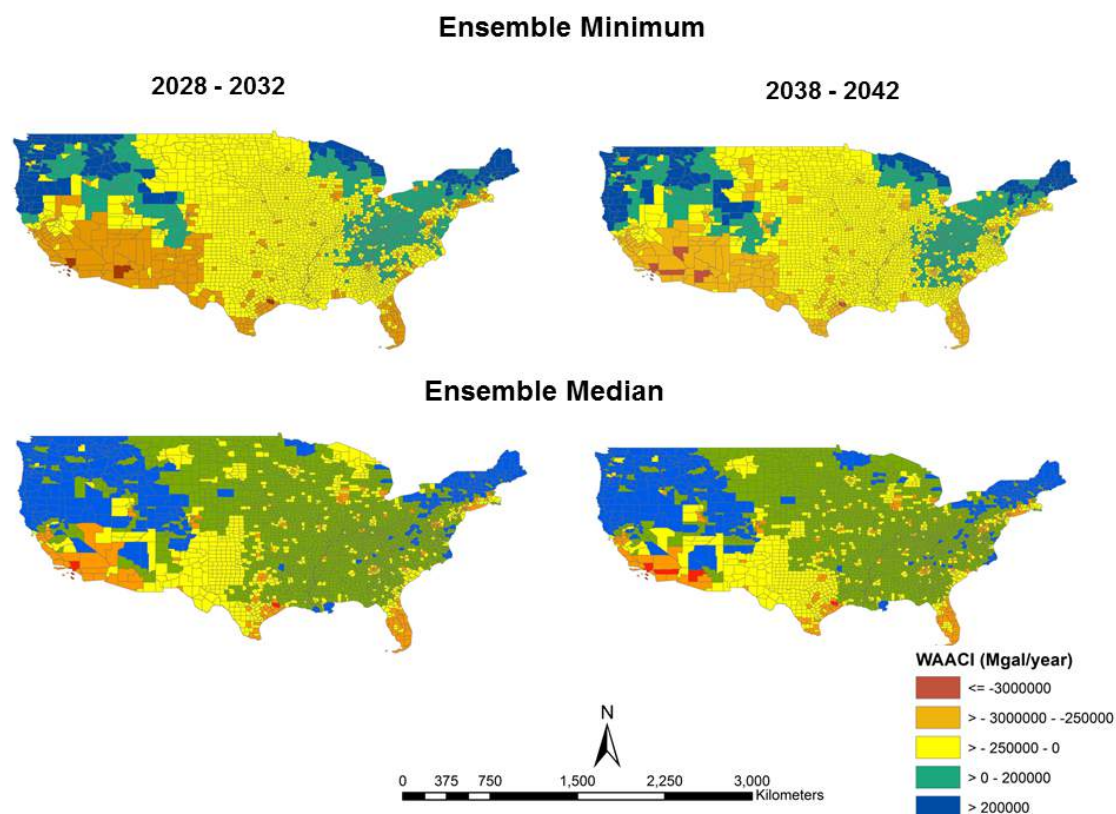 Ensemble Minimum
2028 - 2032
2038 - 2042
Ensemble Median
WAACI (Mgal/year)
<= -3000000
> - 3000000 - -250000
> - 250000 - 0
> 0 - 200000
> 200000
N
0 375 750 1,500 2,250 3,000
Kilometers